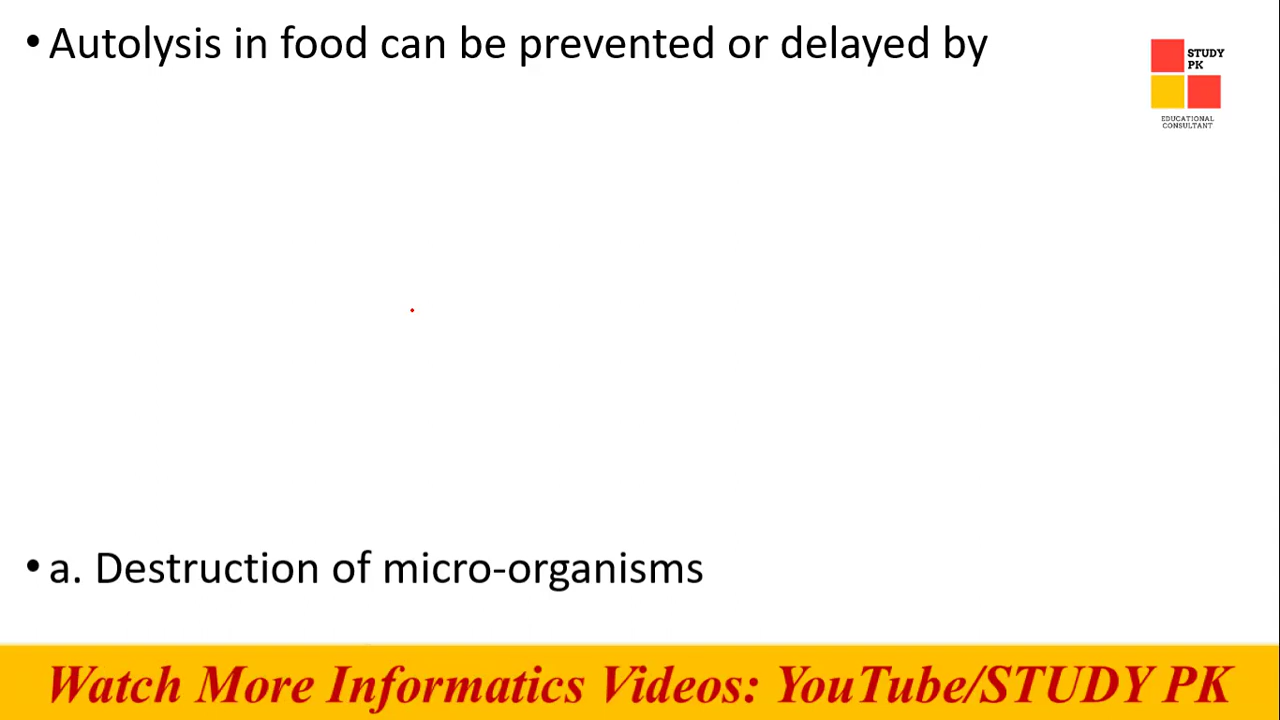 • Autolysis in food can be prevented or delayed by
STUDY
PK
EDUCATIONAL
CONSULTANT
• a. Destruction of micro-organisms
Watch More Informatics Videos: YouTube/STUDY PK